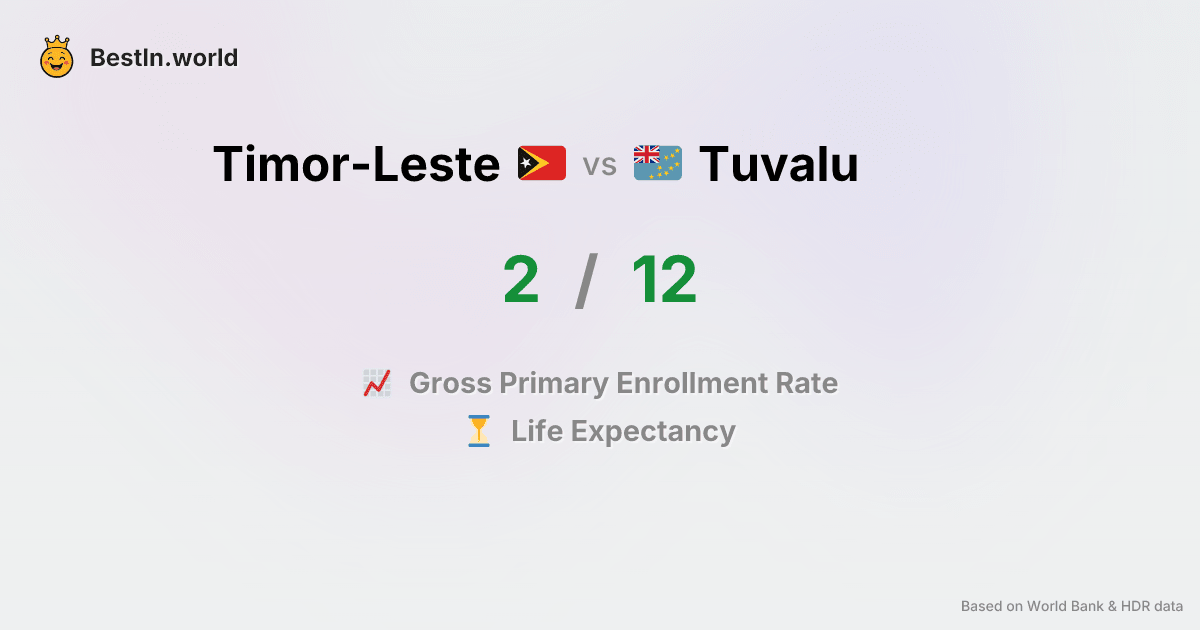 BestIn.world
Timor-Leste vs Tuvalu
2 / 12
Gross Primary Enrollment Rate
Life Expectancy
Based on World Bank & HDR data